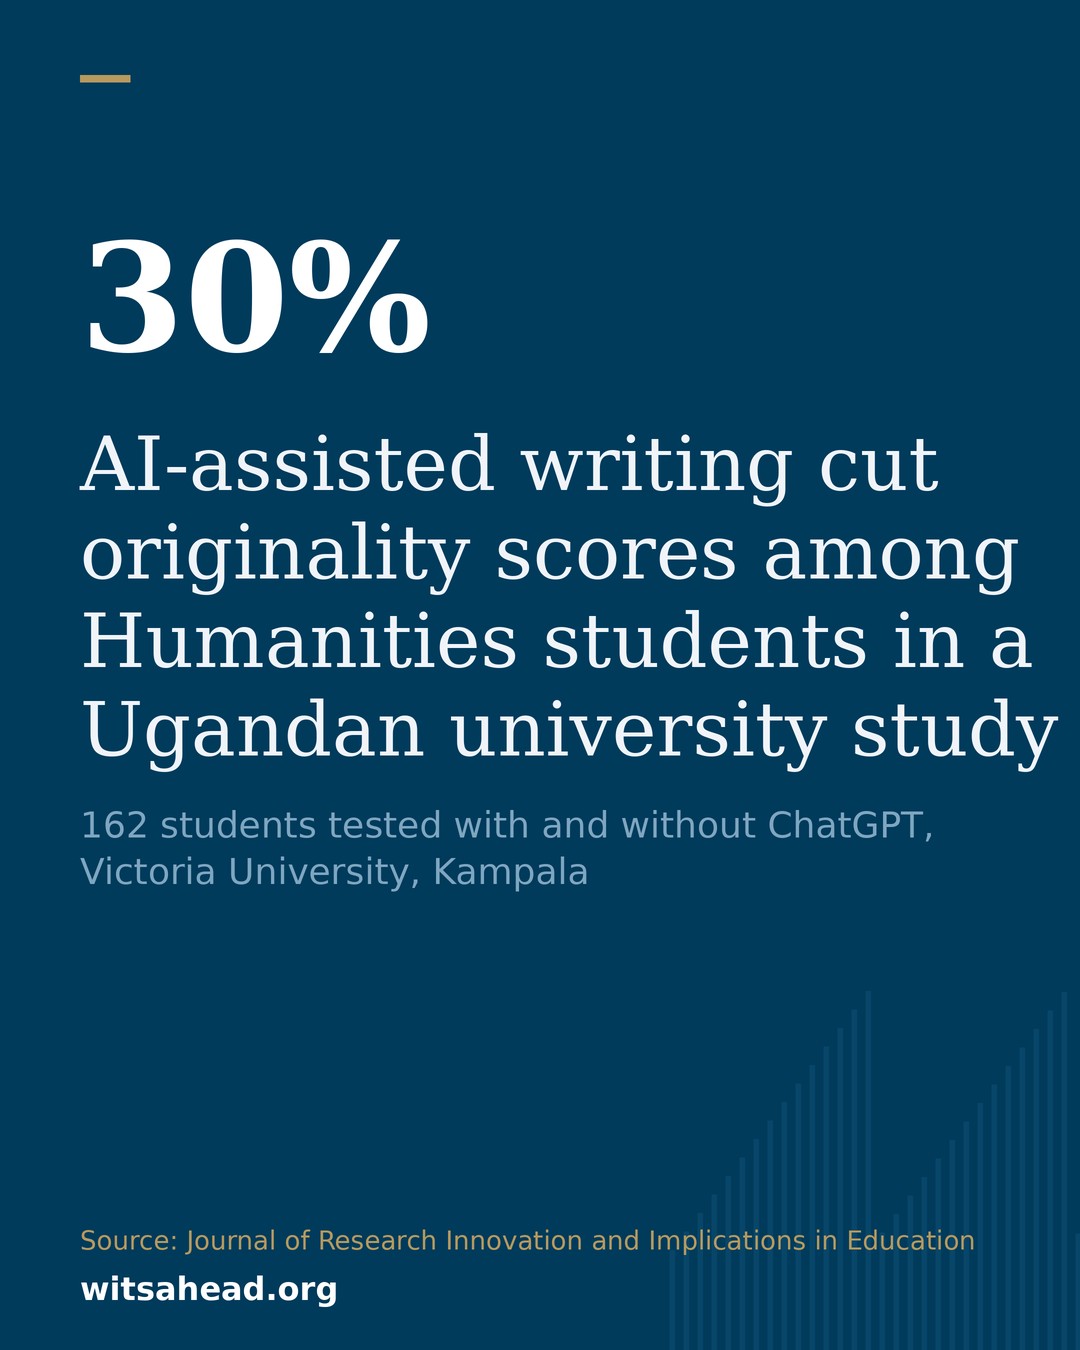 30%
AI-assisted writing cut
originality scores among
Humanities students in a
Ugandan university study
162 students tested with and without ChatGPT,
Victoria University, Kampala
Source: Journal of Research Innovation and Implications in Education
witsahead.org